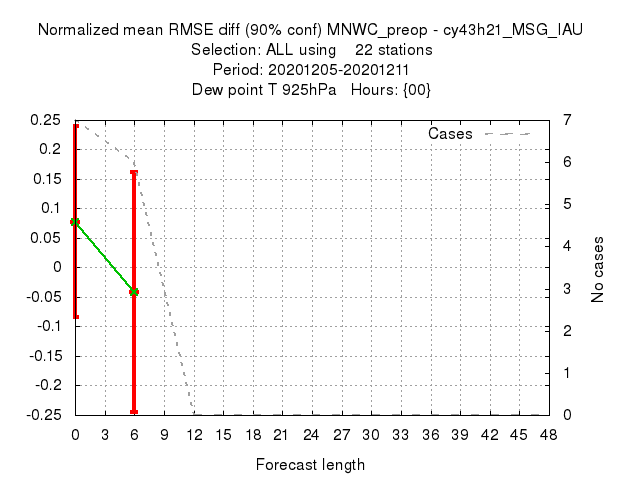 Normalized mean RMSE diff (90% conf) MNWC_preop - cy43h21_MSG_IAU
Selection: ALL using 22 stations
Period: 20201205-20201211
Dew point T 925hPa Hours: {00}
Cases
0.25
0.2
0.15
0.1
0.05
0
-0.05
-0.1
-0.15
-0.2
-0.25
7
6
5
4
3
2
1
0
No cases
0 3 6 9 12 15 18 21 24 27 30 33 36 39 42 45 48
Forecast length